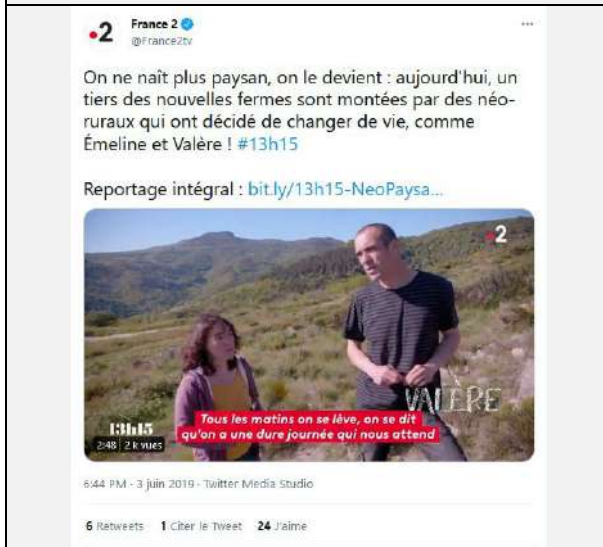 2
France 2
@France2tv
On ne naît plus paysan, on le devient : aujourd'hui, un
tiers des nouvelles fermes sont montées par des néo-
ruraux qui ont décidé de changer de vie, comme
Émeline et Valère ! #13h15
Reportage intégral : bit.ly/13h15-NeoPaysa...
2
VALÈRE
Tous les matins on se lève, on se dit
qu'on a une dure journée qui nous attend
13h15
2:48 2 k vues
6:44 PM · 3 juin 2019 · Twitter Media Studio
6 Retweets 1 Citer le Tweet 24 J'aime